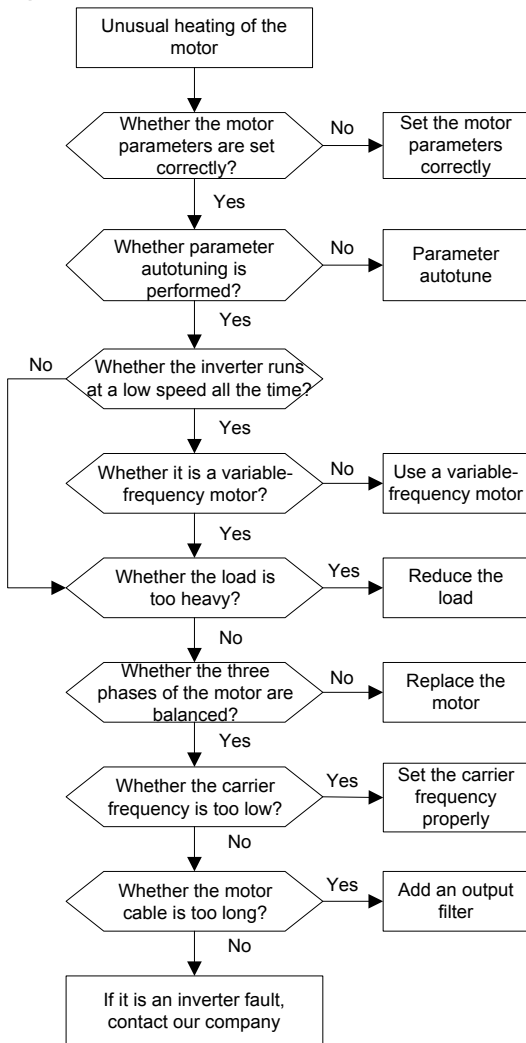 Unusual heating of the
motor
Whether the motor
parameters are set
correctly?
No
Set the motor
parameters
correctly
Yes
Whether parameter
autotuning is
performed?
No
Parameter
autotune
Yes
No
Whether the inverter runs
at a low speed all the time?
Yes
Whether it is a variable-
frequency motor?
No
Use a variable-
frequency motor
Yes
Whether the load is
too heavy?
Yes
Reduce the
load
No
Whether the three
phases of the motor are
balanced?
No
Replace the
motor
Yes
Whether the carrier
frequency is too low?
Yes
Set the carrier
frequency
properly
No
Whether the motor
cable is too long?
Yes
Add an output
filter
No
If it is an inverter fault,
contact our company